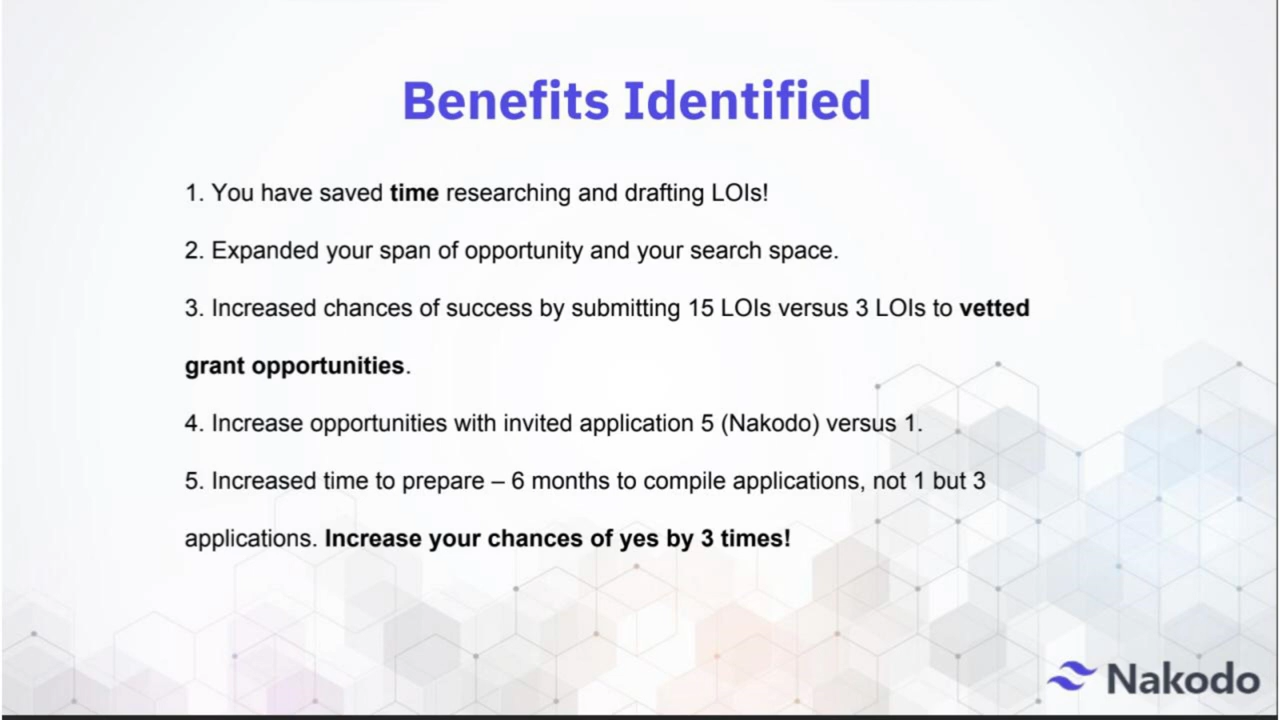 Benefits Identified
1. You have saved time researching and drafting LOIs!
2. Expanded your span of opportunity and your search space.
3. Increased chances of success by submitting 15 LOIs versus 3 LOIs to vetted
grant opportunities.
4. Increase opportunities with invited application 5 (Nakodo) versus 1.
5. Increased time to prepare – 6 months to compile applications, not 1 but 3
applications. Increase your chances of yes by 3 times!
Nakodo